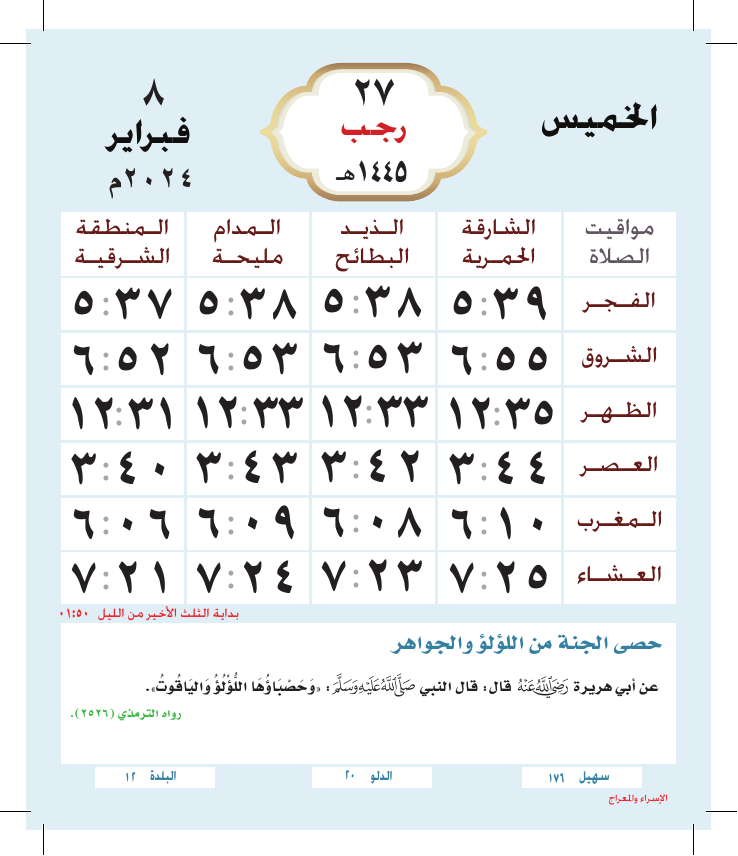 الخميس
٢٧
رجب
١٤٤٥هـ
٨
فبراير
٢٠٢٤م
مواقيت الصلاة | الشارقة الحمرية | الذيد البطائح | المدام مليحة | المنطقة الشرقية
الفجر ٥:٣٩ ٥:٣٨ ٥:٣٨ ٥:٣٧
الشروق ٦:٥٥ ٦:٥٣ ٦:٥٣ ٦:٥٢
الظهر ١٢:٣٥ ١٢:٣٣ ١٢:٣٣ ١٢:٣١
العصر ٣:٤٤ ٣:٤٢ ٣:٤٣ ٣:٤٠
المغرب ٦:١٠ ٦:٠٨ ٦:٠٩ ٦:٠٦
العشاء ٧:٢٥ ٧:٢٣ ٧:٢٤ ٧:٢١
بداية الثلث الأخير من الليل ٠١:٥٠
حصى الجنة من اللؤلؤ والجواهر
عن أبي هريرة رَضِيَ اللَّهُ عَنْهُ قال: قال النبي صَلَّى اللَّهُ عَلَيْهِ وَسَلَّمَ: «وَحَصْبَاؤُهَا اللُّؤْلُؤُ وَاليَاقُوتُ».
رواه الترمذي (٢٥٢٦).
سهيل ١٧٦
الدلو ٢٠
البلدة ١٢
الإسراء والمعراج